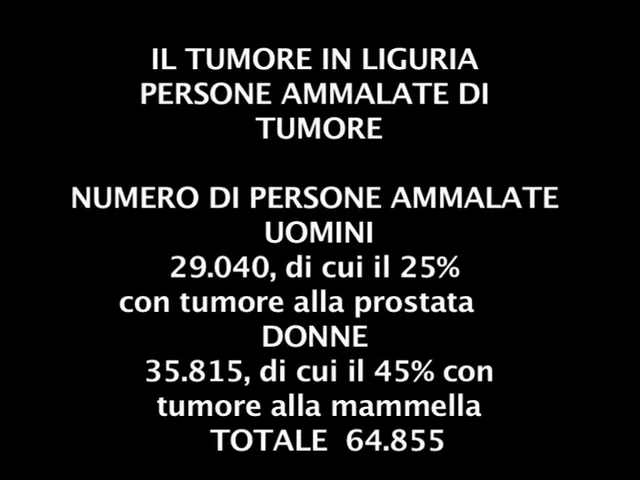 IL TUMORE IN LIGURIA
PERSONE AMMALATE DI
TUMORE
NUMERO DI PERSONE AMMALATE
UOMINI
29.040, di cui il 25%
con tumore alla prostata
DONNE
35.815, di cui il 45% con
tumore alla mammella
TOTALE 64.855